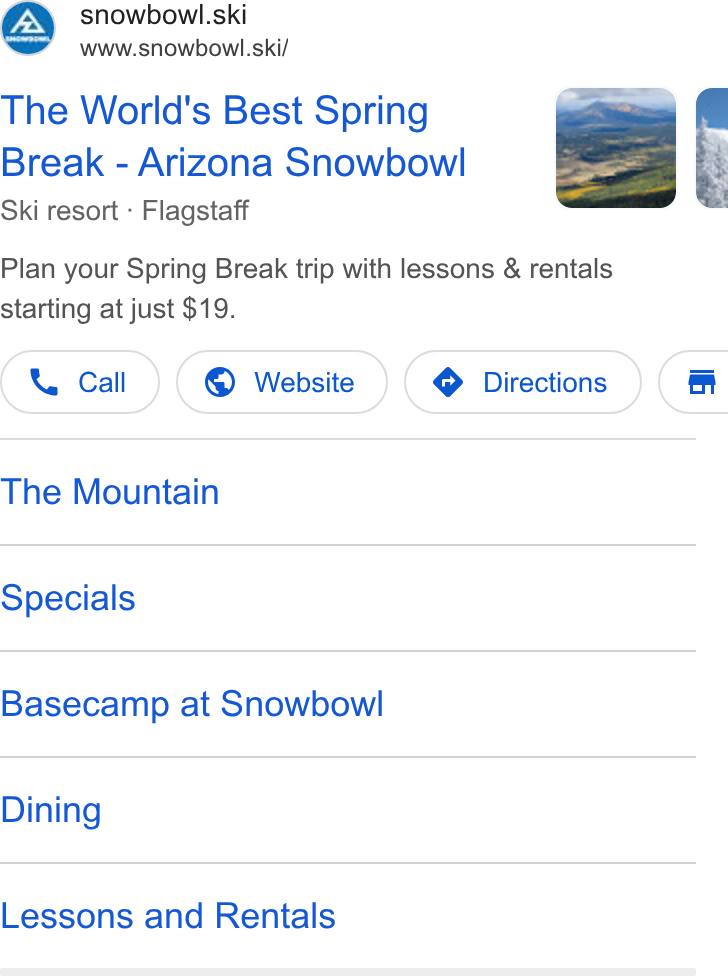 SNOWBOWL
snowbowl.ski
www.snowbowl.ski/
The World's Best Spring
Break - Arizona Snowbowl
Ski resort · Flagstaff
Plan your Spring Break trip with lessons & rentals
starting at just $19.
Call
Website
Directions
The Mountain
Specials
Basecamp at Snowbowl
Dining
Lessons and Rentals